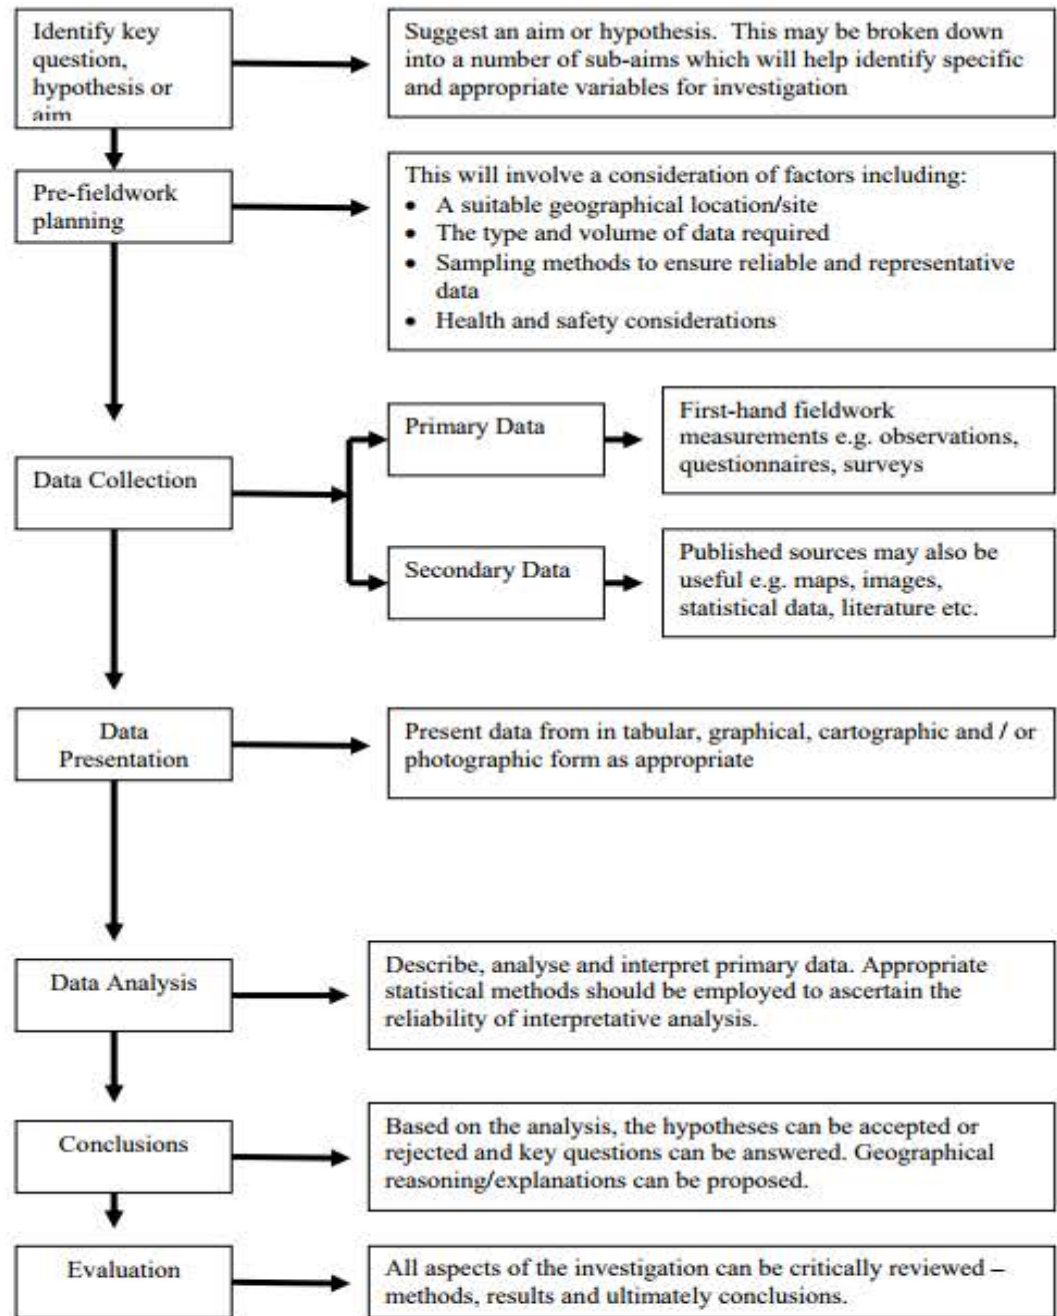 Identify key
question,
hypothesis or
aim
Suggest an aim or hypothesis. This may be broken down
into a number of sub-aims which will help identify specific
and appropriate variables for investigation
Pre-fieldwork
planning
This will involve a consideration of factors including:
• A suitable geographical location/site
• The type and volume of data required
• Sampling methods to ensure reliable and representative
data
• Health and safety considerations
Data Collection
Primary Data
First-hand fieldwork
measurements e.g. observations,
questionnaires, surveys
Secondary Data
Published sources may also be
useful e.g. maps, images,
statistical data, literature etc.
Data
Presentation
Present data from in tabular, graphical, cartographic and / or
photographic form as appropriate
Data Analysis
Describe, analyse and interpret primary data. Appropriate
statistical methods should be employed to ascertain the
reliability of interpretative analysis.
Conclusions
Based on the analysis, the hypotheses can be accepted or
rejected and key questions can be answered. Geographical
reasoning/explanations can be proposed.
Evaluation
All aspects of the investigation can be critically reviewed –
methods, results and ultimately conclusions.